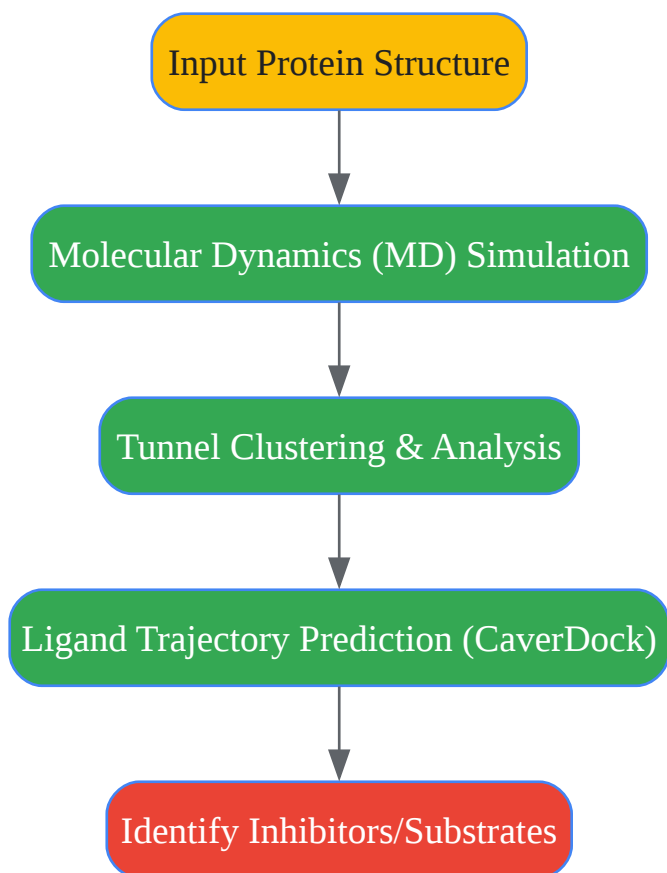 Input Protein Structure
Molecular Dynamics (MD) Simulation
Tunnel Clustering & Analysis
Ligand Trajectory Prediction (CaverDock)
Identify Inhibitors/Substrates